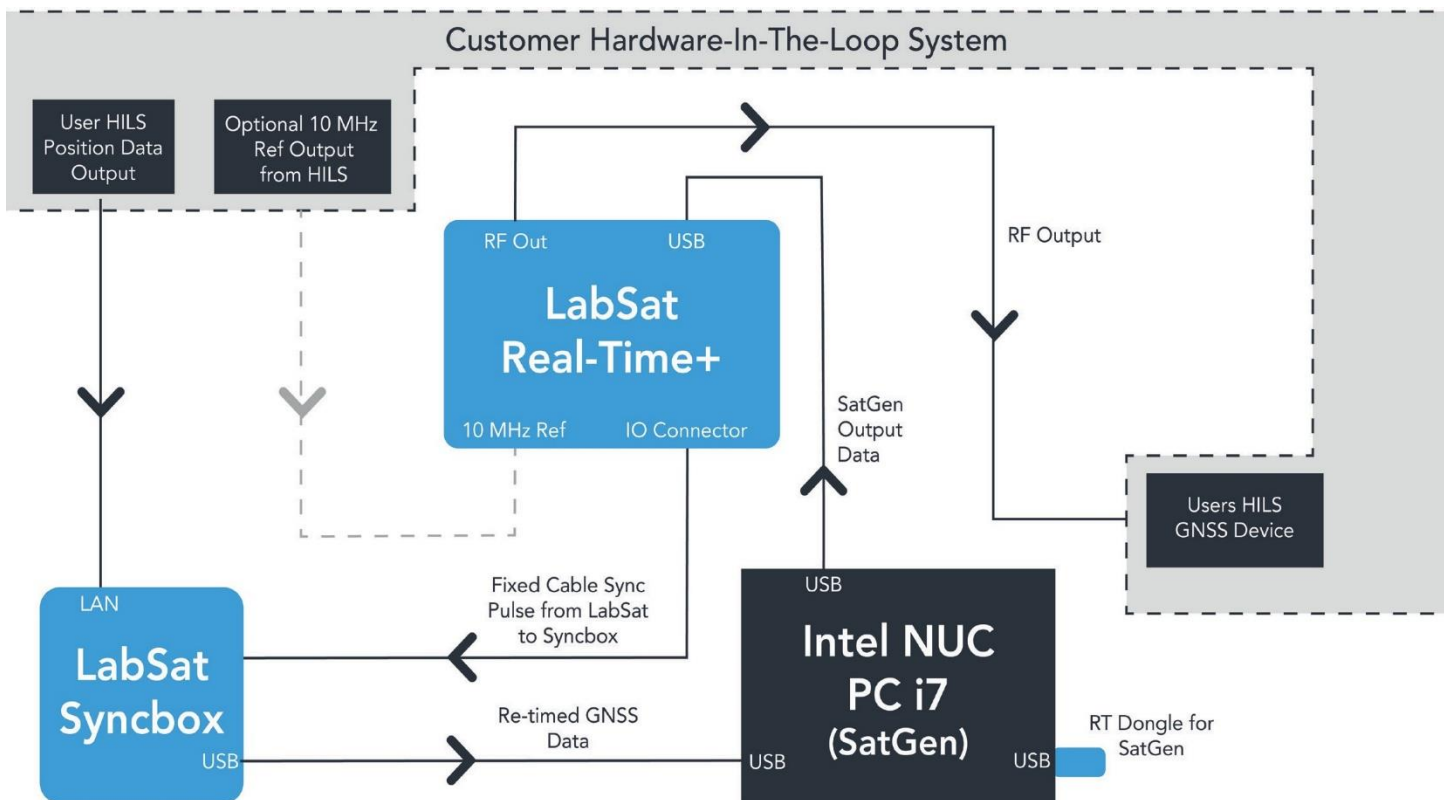 Customer Hardware-In-The-Loop System
User HILS
Position Data
Output
Optional 10 MHz
Ref Output
from HILS
RF Out
USB
LabSat
Real-Time+
10 MHz Ref
IO Connector
RF Output
SatGen
Output
Data
Users HILS
GNSS Device
Fixed Cable Sync
Pulse from LabSat
to Syncbox
LAN
LabSat
Syncbox
USB
Re-timed GNSS
Data
USB
Intel NUC
PC i7
(SatGen)
USB
USB
RT Dongle for
SatGen